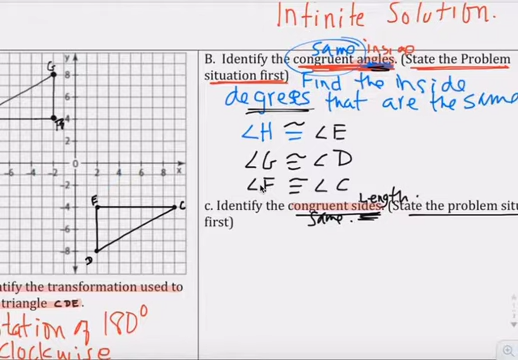 Infinite Solution.
same inside
B. Identify the congruent angles. (State the Problem
situation first) Find the inside
degrees that are the same
∠H ≅ ∠E
∠G ≅ ∠D
∠F ≅ ∠C
Length.
c. Identify the congruent sides. (State the problem situ
first) same.
G
y
8
6
4
2
-6 -4 -2 0 2 4 6 8 x
-2
E -4 C
-6
D -8
tify the transformation used to
triangle CDE.
tation of 180°
clockwise